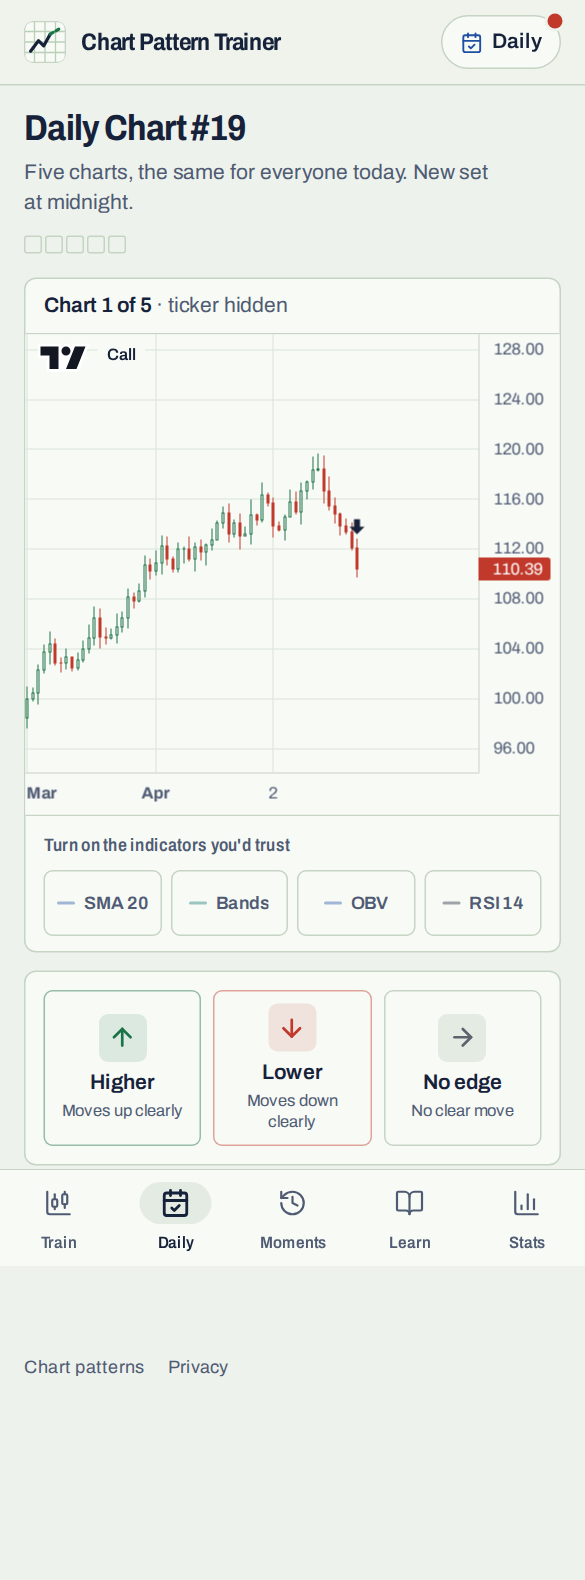 Chart Pattern Trainer
Daily
Daily Chart #19
Five charts, the same for everyone today. New set
at midnight.
Chart 1 of 5 · ticker hidden
Call
128.00
124.00
120.00
116.00
112.00
110.39
108.00
104.00
100.00
96.00
Mar
Apr
2
Turn on the indicators you'd trust
SMA 20
Bands
OBV
RSI 14
Higher
Moves up clearly
Lower
Moves down
clearly
No edge
No clear move
Train
Daily
Moments
Learn
Stats
Chart patterns
Privacy